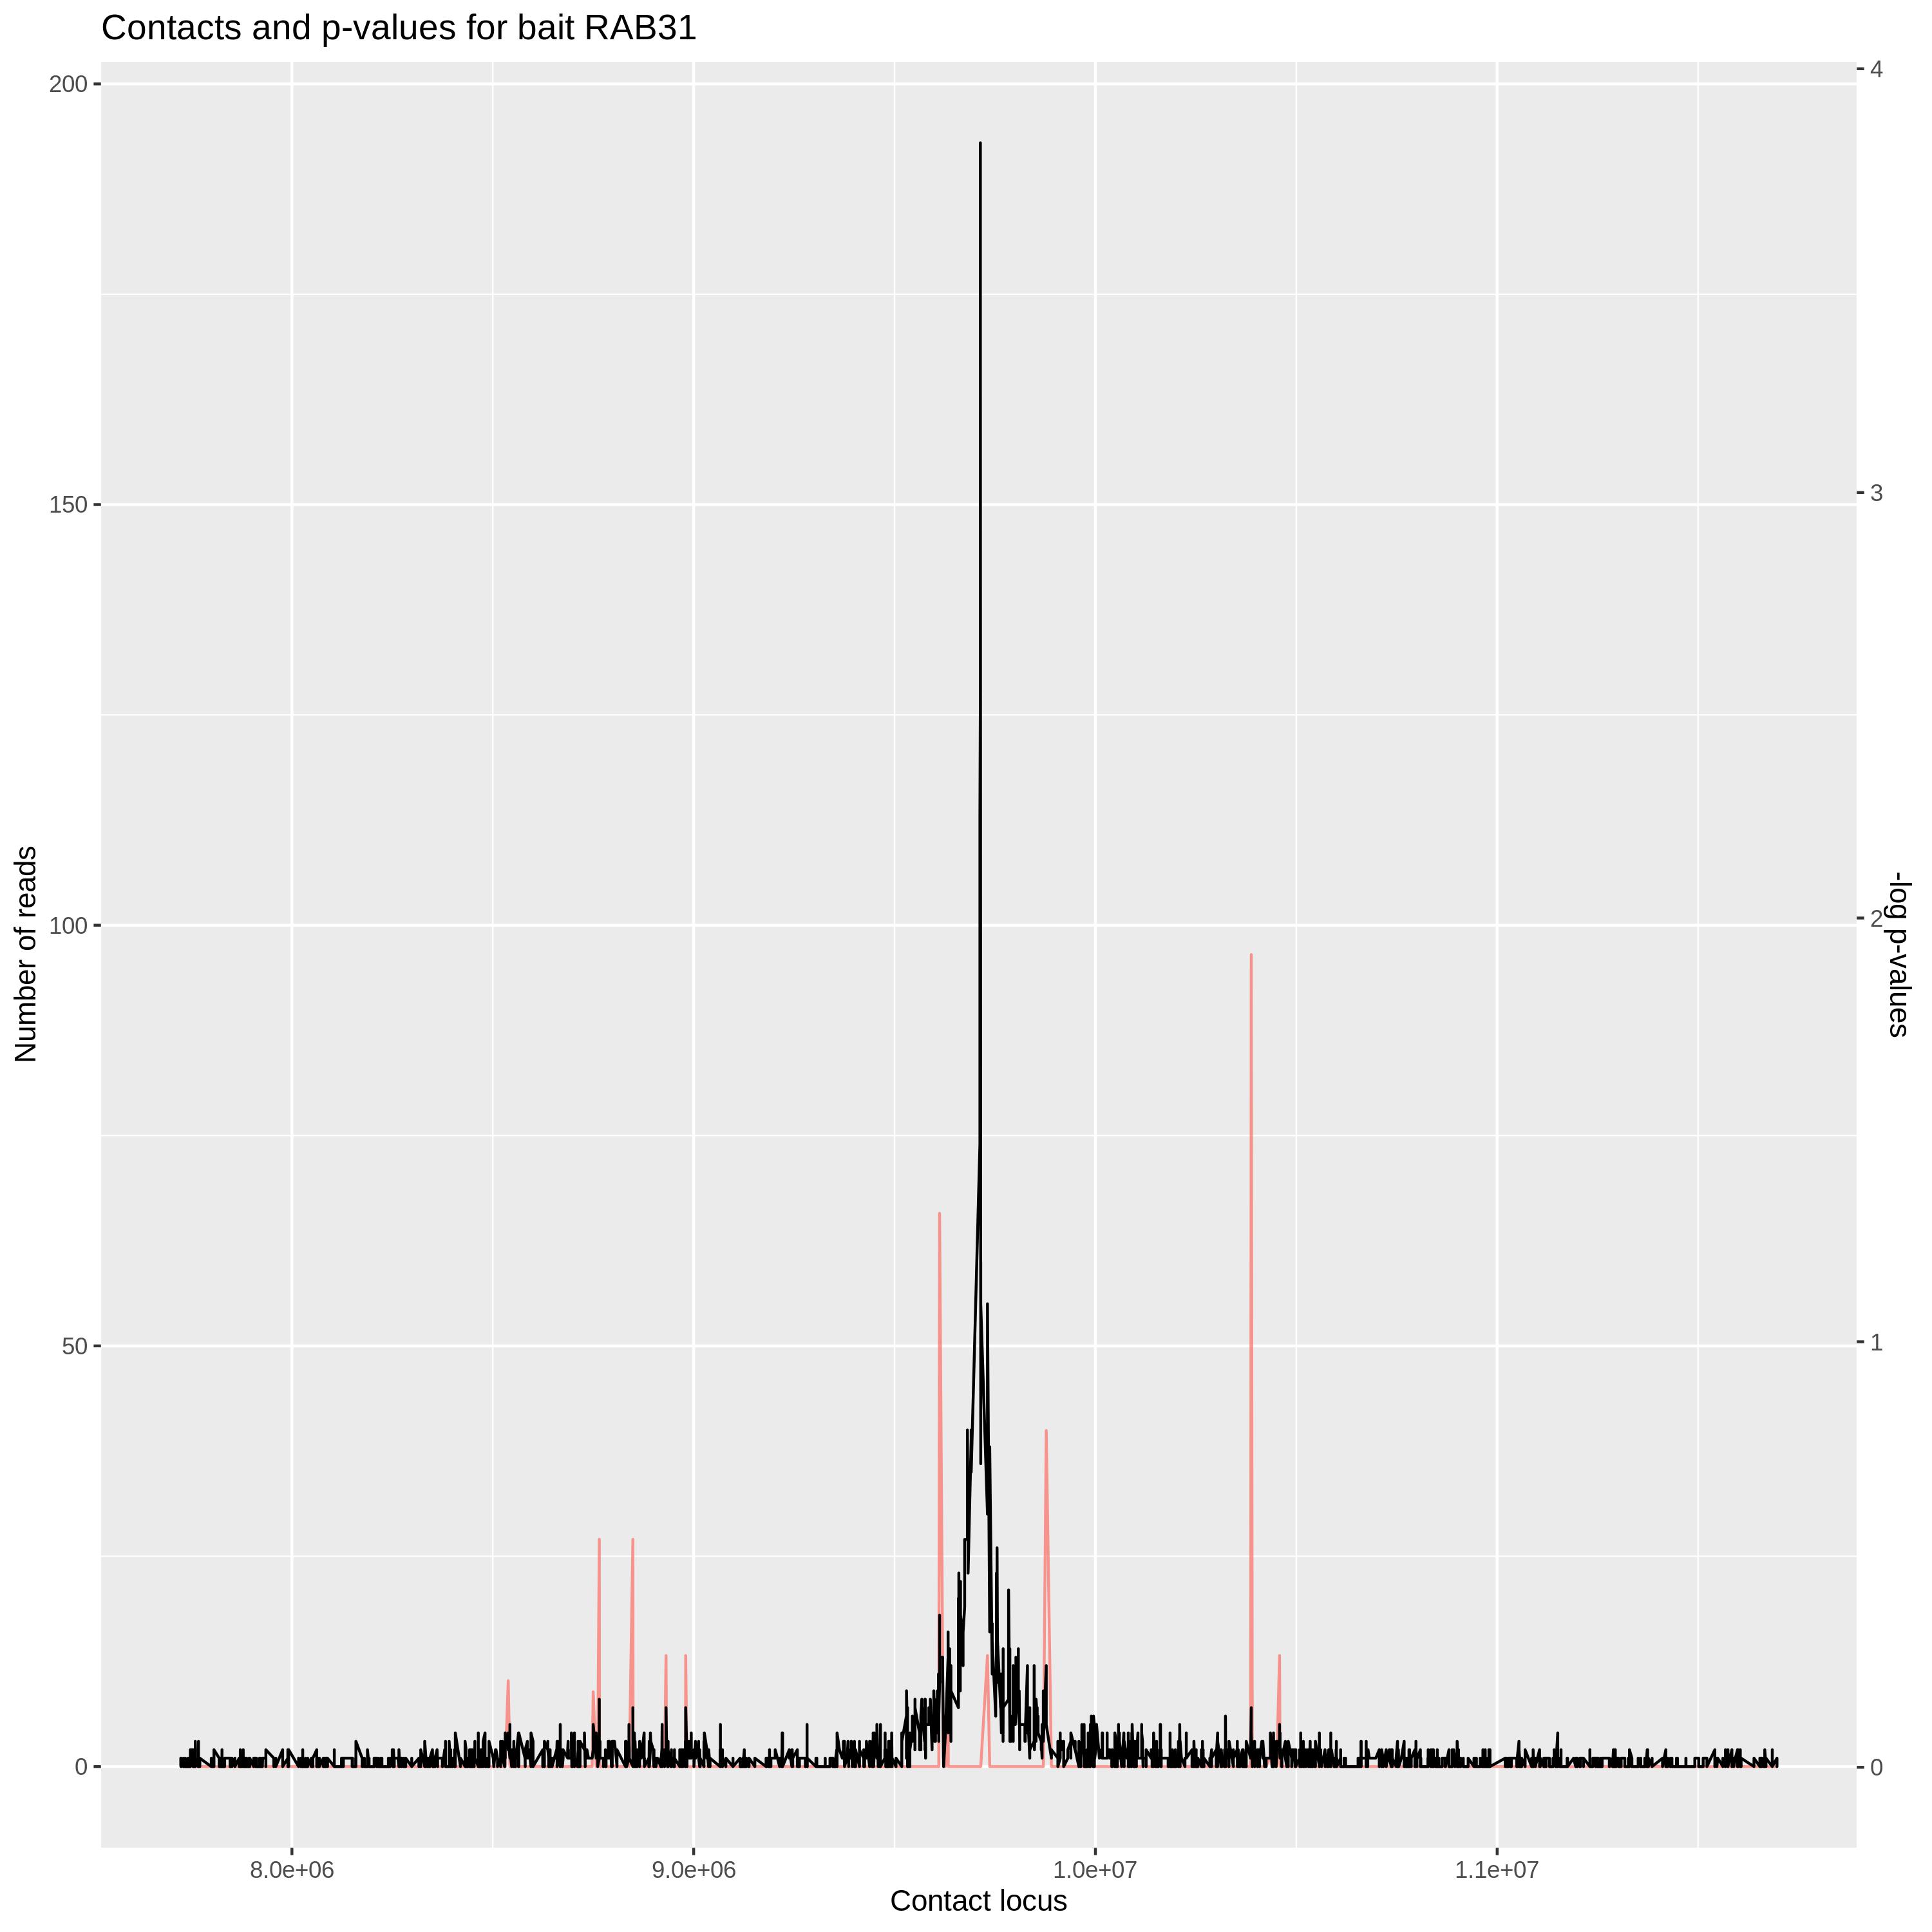 Contacts and p-values for bait RAB31
200
150
100
50
0
Number of reads
4
3
2
1
0
-log p-values
8.0e+06
9.0e+06
1.0e+07
1.1e+07
Contact locus